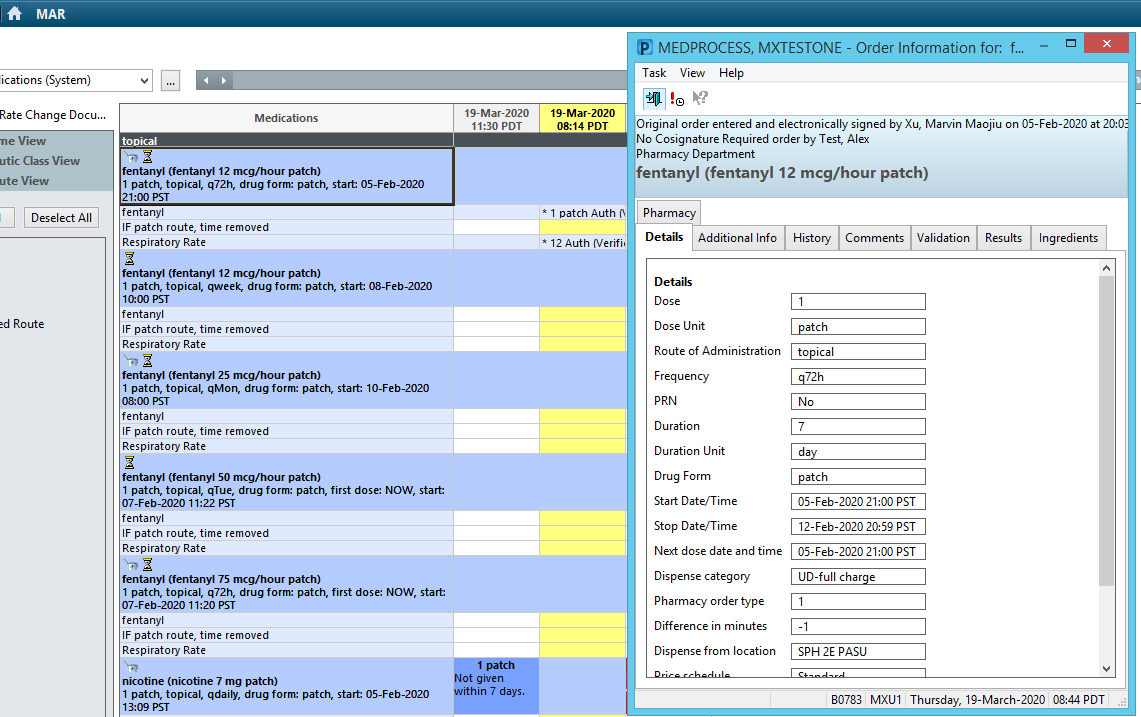 MAR
lications (System)
...
Rate Change Docu...
me View
utic Class View
ute View
Deselect All
ed Route
Medications
19-Mar-2020
11:30 PDT
19-Mar-2020
08:14 PDT
topical
fentanyl (fentanyl 12 mcg/hour patch)
1 patch, topical, q72h, drug form: patch, start: 05-Feb-2020
21:00 PST
fentanyl
* 1 patch Auth (V
IF patch route, time removed
Respiratory Rate
* 12 Auth (Verifie
fentanyl (fentanyl 12 mcg/hour patch)
1 patch, topical, qweek, drug form: patch, start: 08-Feb-2020
10:00 PST
fentanyl
IF patch route, time removed
Respiratory Rate
fentanyl (fentanyl 25 mcg/hour patch)
1 patch, topical, qMon, drug form: patch, start: 10-Feb-2020
08:00 PST
fentanyl
IF patch route, time removed
Respiratory Rate
fentanyl (fentanyl 50 mcg/hour patch)
1 patch, topical, qTue, drug form: patch, first dose: NOW, start:
07-Feb-2020 11:22 PST
fentanyl
IF patch route, time removed
Respiratory Rate
fentanyl (fentanyl 75 mcg/hour patch)
1 patch, topical, q72h, drug form: patch, first dose: NOW, start:
07-Feb-2020 11:20 PST
fentanyl
IF patch route, time removed
Respiratory Rate
nicotine (nicotine 7 mg patch)
1 patch, topical, qdaily, drug form: patch, start: 05-Feb-2020
13:09 PST
1 patch
Not given
within 7 days.
P MEDPROCESS, MXTESTONE - Order Information for: f...
Task View Help
Original order entered and electronically signed by Xu, Marvin Maojiu on 05-Feb-2020 at 20:03
No Cosignature Required order by Test, Alex
Pharmacy Department
fentanyl (fentanyl 12 mcg/hour patch)
Pharmacy
Details Additional Info History Comments Validation Results Ingredients
Details
Dose 1
Dose Unit patch
Route of Administration topical
Frequency q72h
PRN No
Duration 7
Duration Unit day
Drug Form patch
Start Date/Time 05-Feb-2020 21:00 PST
Stop Date/Time 12-Feb-2020 20:59 PST
Next dose date and time 05-Feb-2020 21:00 PST
Dispense category UD-full charge
Pharmacy order type 1
Difference in minutes -1
Dispense from location SPH 2E PASU
Price schedule Standard
B0783 MXU1 Thursday, 19-March-2020 08:44 PDT